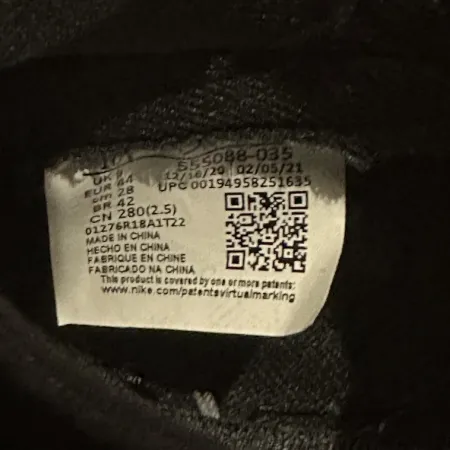 555088-035
UK 9
12/16/20 02/05/21
EUR 44
UPC 00194958251635
cm 28
BR 42
CN 280(2.5)
01276R18A1T22
MADE IN CHINA
HECHO EN CHINA
FABRIQUE EN CHINE
FABRICADO NA CHINA
This product is covered by one or more patents:
www.nike.com/patentsvirtualmarking